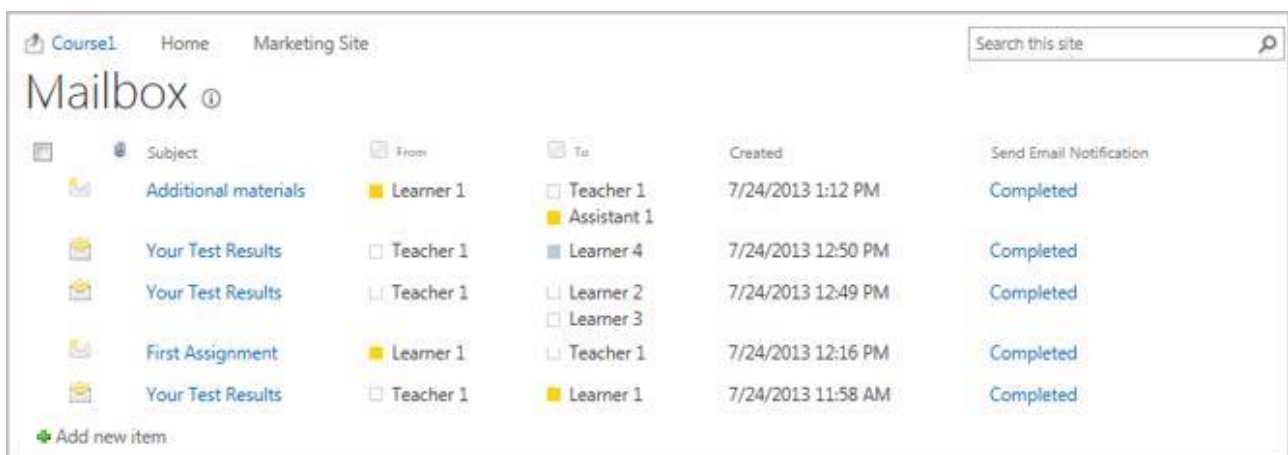 Course1 Home Marketing Site Search this site
Mailbox
Subject From To Created Send Email Notification
Additional materials Learner 1 Teacher 1 7/24/2013 1:12 PM Completed
Assistant 1
Your Test Results Teacher 1 Learner 4 7/24/2013 12:50 PM Completed
Your Test Results Teacher 1 Learner 2 7/24/2013 12:49 PM Completed
Learner 3
First Assignment Learner 1 Teacher 1 7/24/2013 12:16 PM Completed
Your Test Results Teacher 1 Learner 1 7/24/2013 11:58 AM Completed
Add new item